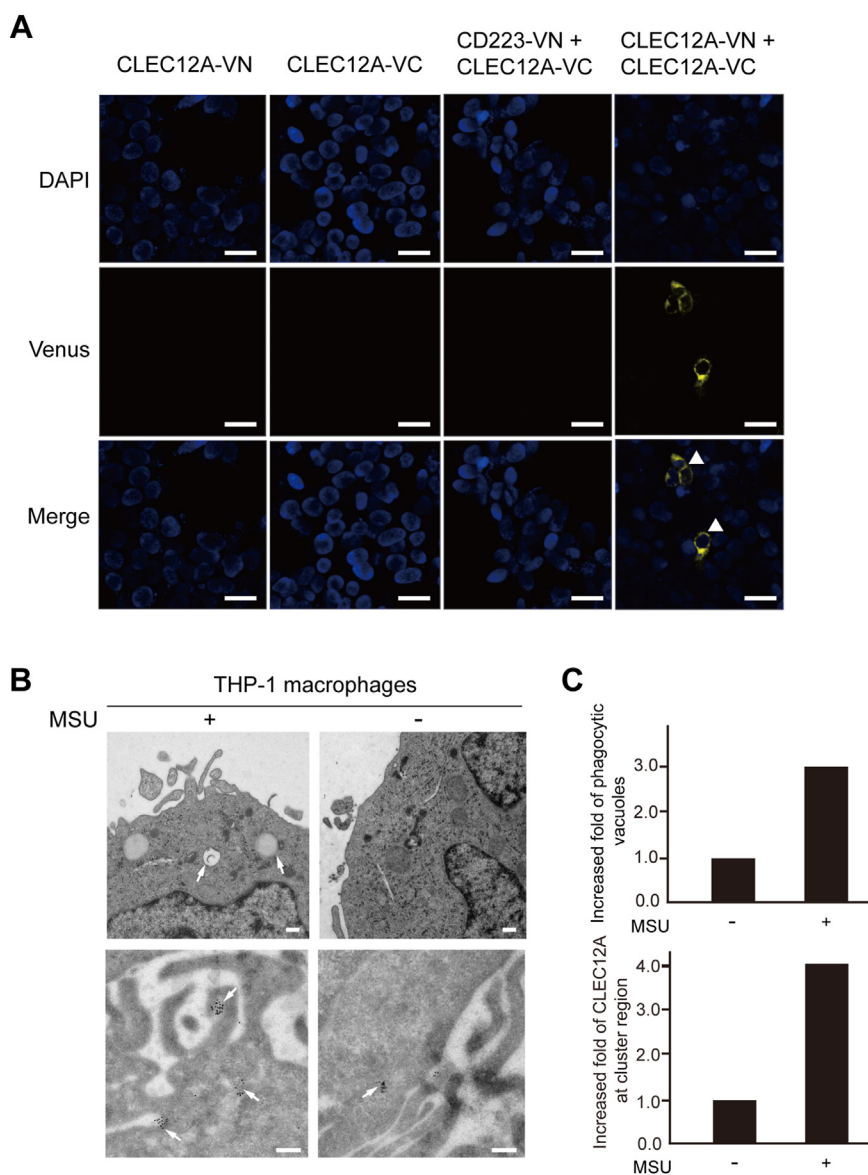 A
CLEC12A-VN
CLEC12A-VC
CD223-VN +
CLEC12A-VC
CLEC12A-VN +
CLEC12A-VC
DAPI
Venus
Merge
B
THP-1 macrophages
MSU
+
-
C
Increased fold of phagocytic
vacuoles
3.0
2.0
1.0
0.0
MSU
-
+
Increased fold of CLEC12A
at cluster region
4.0
3.0
2.0
1.0
0.0
MSU
-
+